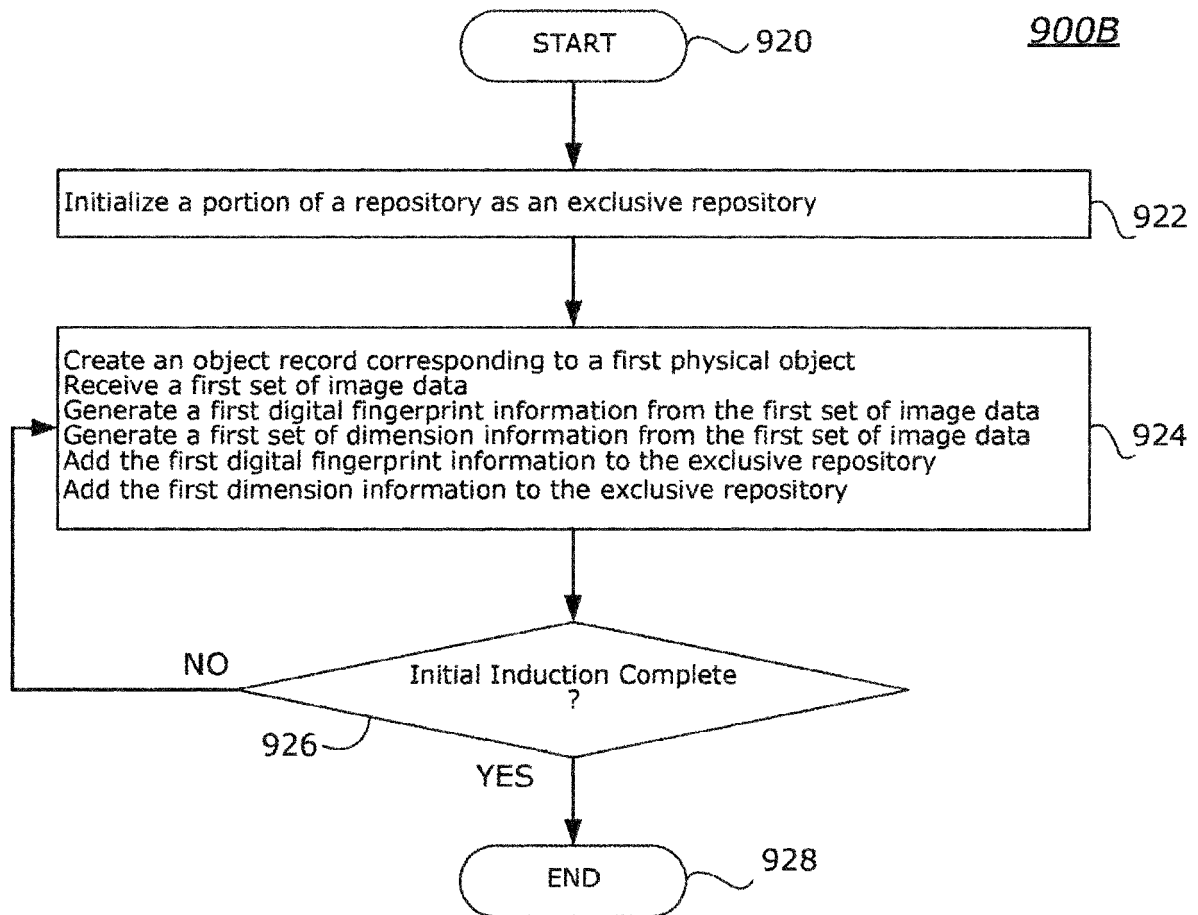 900B
START
920
Initialize a portion of a repository as an exclusive repository
922
Create an object record corresponding to a first physical object
Receive a first set of image data
Generate a first digital fingerprint information from the first set of image data
Generate a first set of dimension information from the first set of image data
Add the first digital fingerprint information to the exclusive repository
Add the first dimension information to the exclusive repository
924
NO
Initial Induction Complete
?
926
YES
END
928